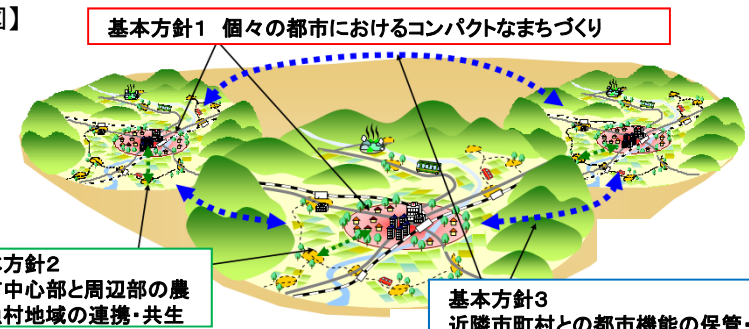 図】
基本方針1 個々の都市におけるコンパクトなまちづくり
本方針2
中心部と周辺部の農
村地域の連携・共生
基本方針3
近隣市町村との都市機能の保管・